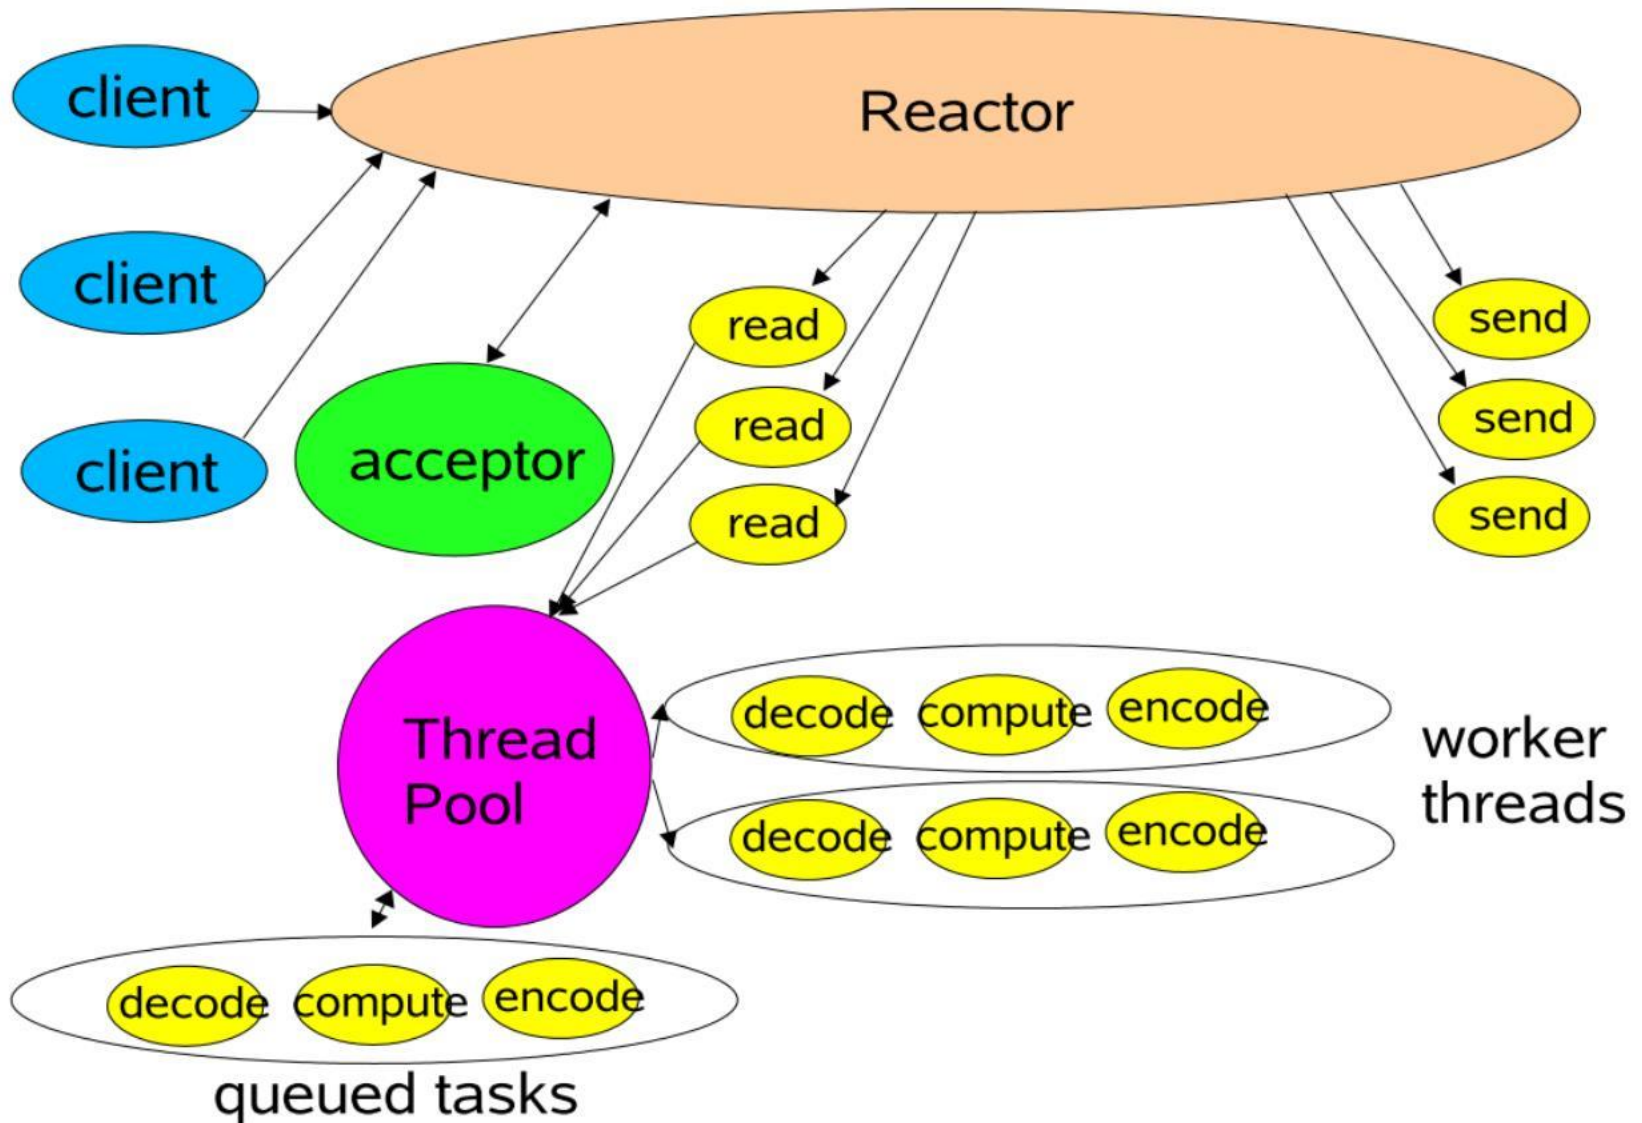 client
Reactor
client
client
acceptor
read
read
read
send
send
send
Thread
Pool
decode compute encode
decode compute encode
worker
threads
decode compute encode
queued tasks